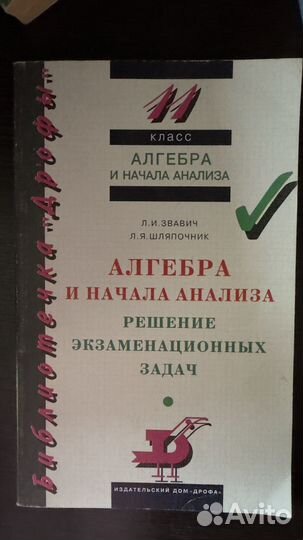 Библиотечка „Дрофы“
11
класс
АЛГЕБРА
И НАЧАЛА АНАЛИЗА
Л.И.ЗВАВИЧ
Л.Я.ШЛЯПОЧНИК
АЛГЕБРА
И НАЧАЛА АНАЛИЗА
РЕШЕНИЕ
ЭКЗАМЕНАЦИОННЫХ
ЗАДАЧ
ИЗДАТЕЛЬСКИЙ ДОМ «ДРОФА»
Avito